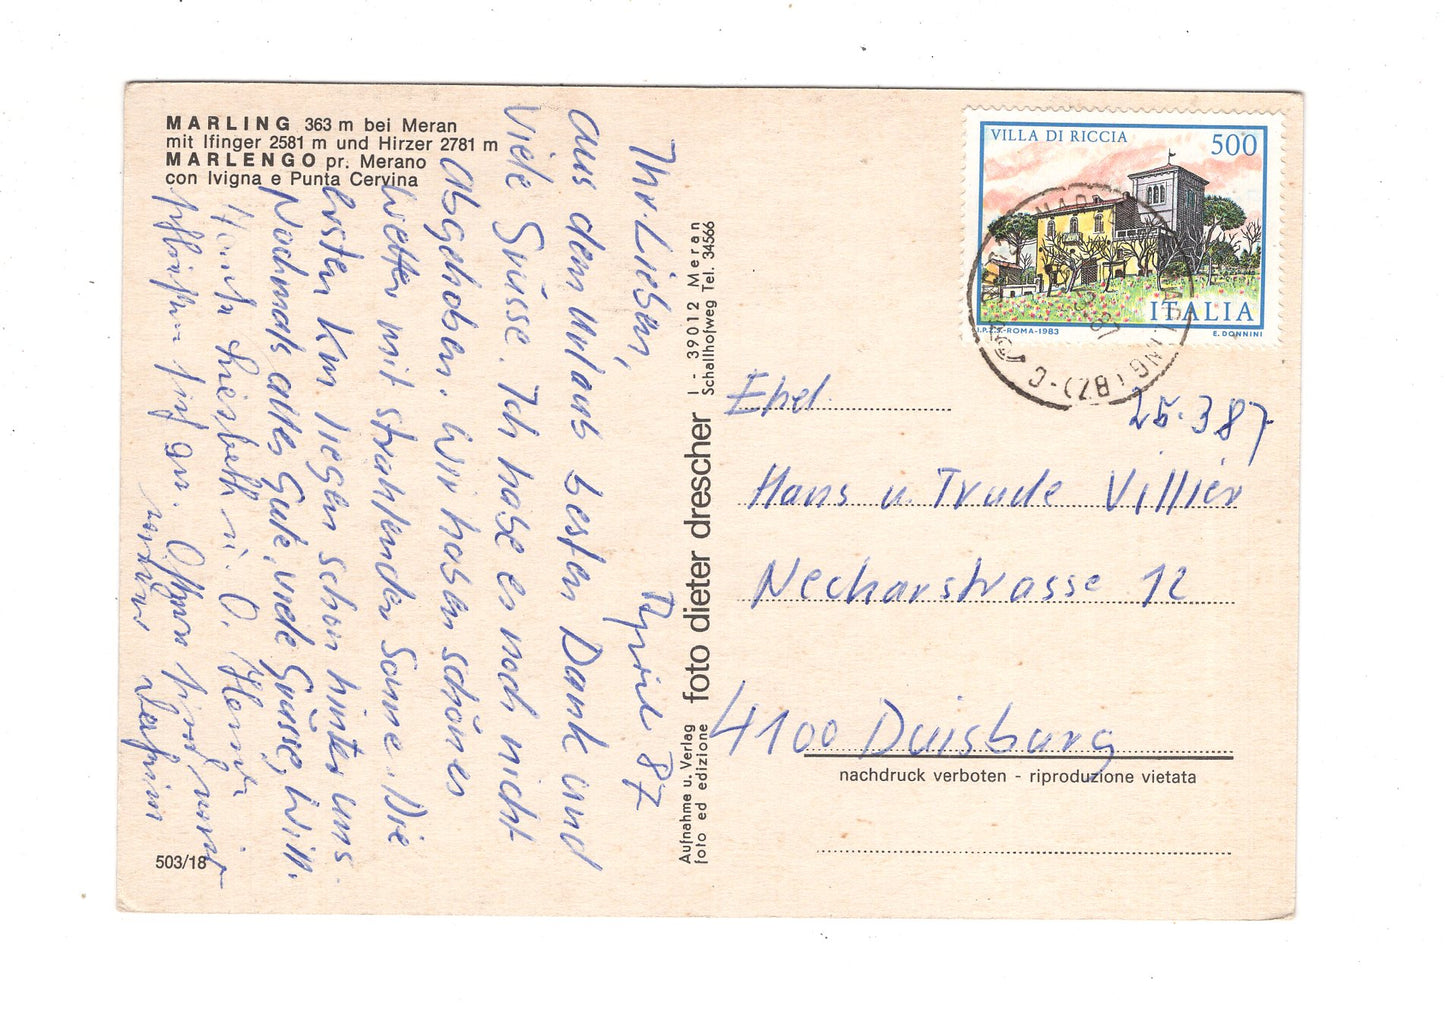 MARLING 363 m bei Meran
mit Ifinger 2581 m und Hirzer 2781 m
MARLENGO pr. Merano
con Ivigna e Punta Cervina
Ihr Lieben,
April 87
aus dem Urlaub besten Dank und
viele Grüsse. Ich habe es noch nicht
abgehoben. Wir haben schönes
Wetter mit strahlender Sonne. Die
ersten Km liegen schon hinter uns.
Nochmals alles Gute, viele Grüsse, Willi.
503/18
Aufnahme u. Verlag
foto ed edizione
foto dieter drescher
I - 39012 Meran
Schallhofweg Tel. 34566
VILLA DI RICCIA 500
ITALIA
I.P.Z.S.-ROMA-1983 E. DONNINI
Ehel.
25.3 87
Hans u. Trude Villier
Neckarstrasse 12
4100 Duisburg
nachdruck verboten - riproduzione vietata